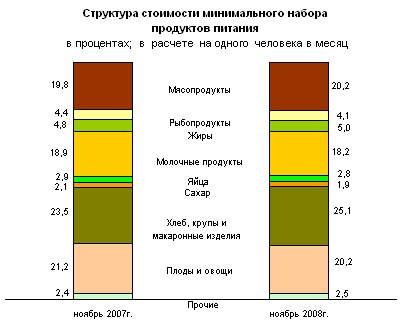 Структура стоимости минимального набора
продуктов питания
в процентах; в расчете на одного человека в месяц
19,8 Мясопродукты 20,2
4,4 Рыбопродукты 4,1
4,8 Жиры 5,0
18,9 Молочные продукты 18,2
2,9 Яйца 2,8
2,1 Сахар 1,9
23,5 Хлеб, крупы и
макаронные изделия 25,1
21,2 Плоды и овощи 20,2
2,4 Прочие 2,5
ноябрь 2007г. ноябрь 2008г.